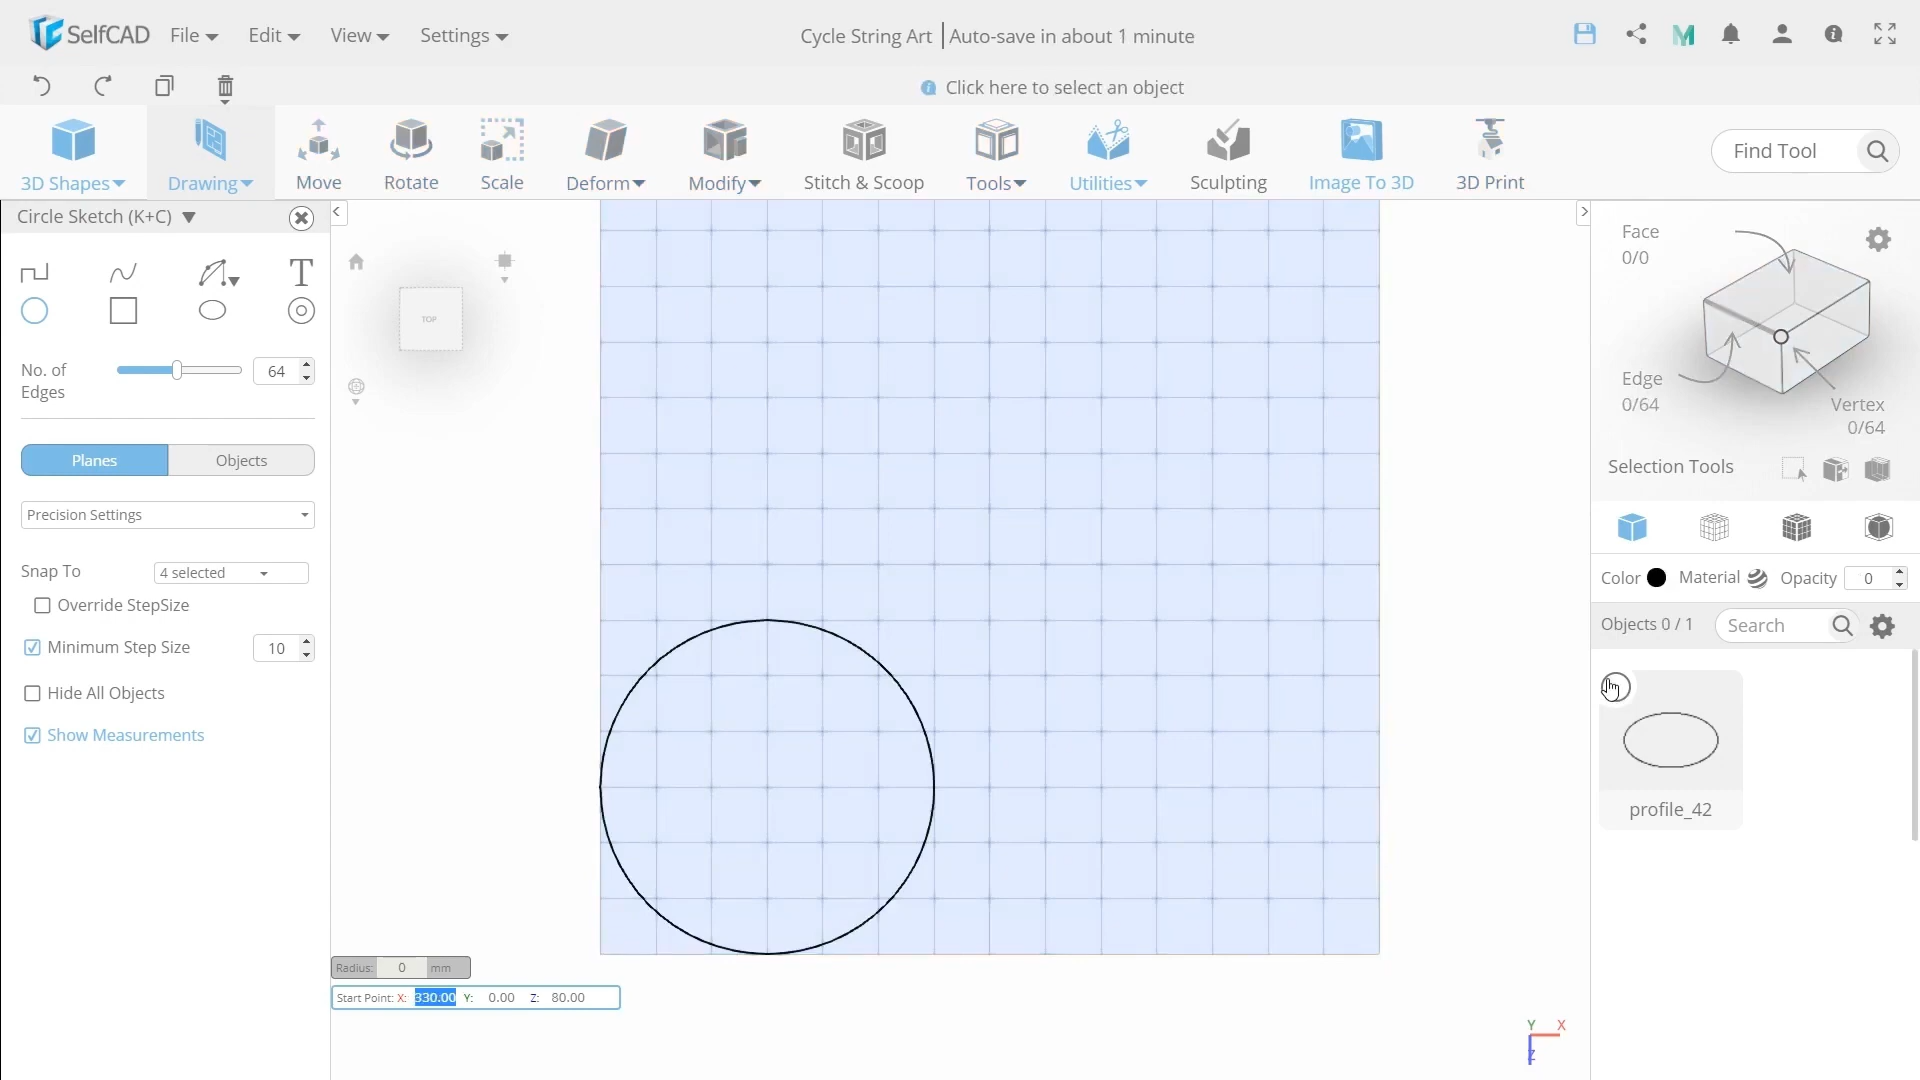 SelfCAD File Edit View Settings Cycle String Art Auto-save in about 1 minute
Click here to select an object
3D Shapes Drawing Move Rotate Scale Deform Modify Stitch & Scoop Tools Utilities Sculpting Image To 3D 3D Print Find Tool
Circle Sketch (K+C)
T
No. of
Edges
64
Planes Objects
Precision Settings
Snap To 4 selected
Override StepSize
Minimum Step Size 10
Hide All Objects
Show Measurements
TOP
Radius: 0 mm
Start Point: X: 330.00 Y: 0.00 Z: 80.00
Y X
Z
Face
0/0
Edge
0/64
Vertex
0/64
Selection Tools
Color Material Opacity 0
Objects 0 / 1 Search
profile_42